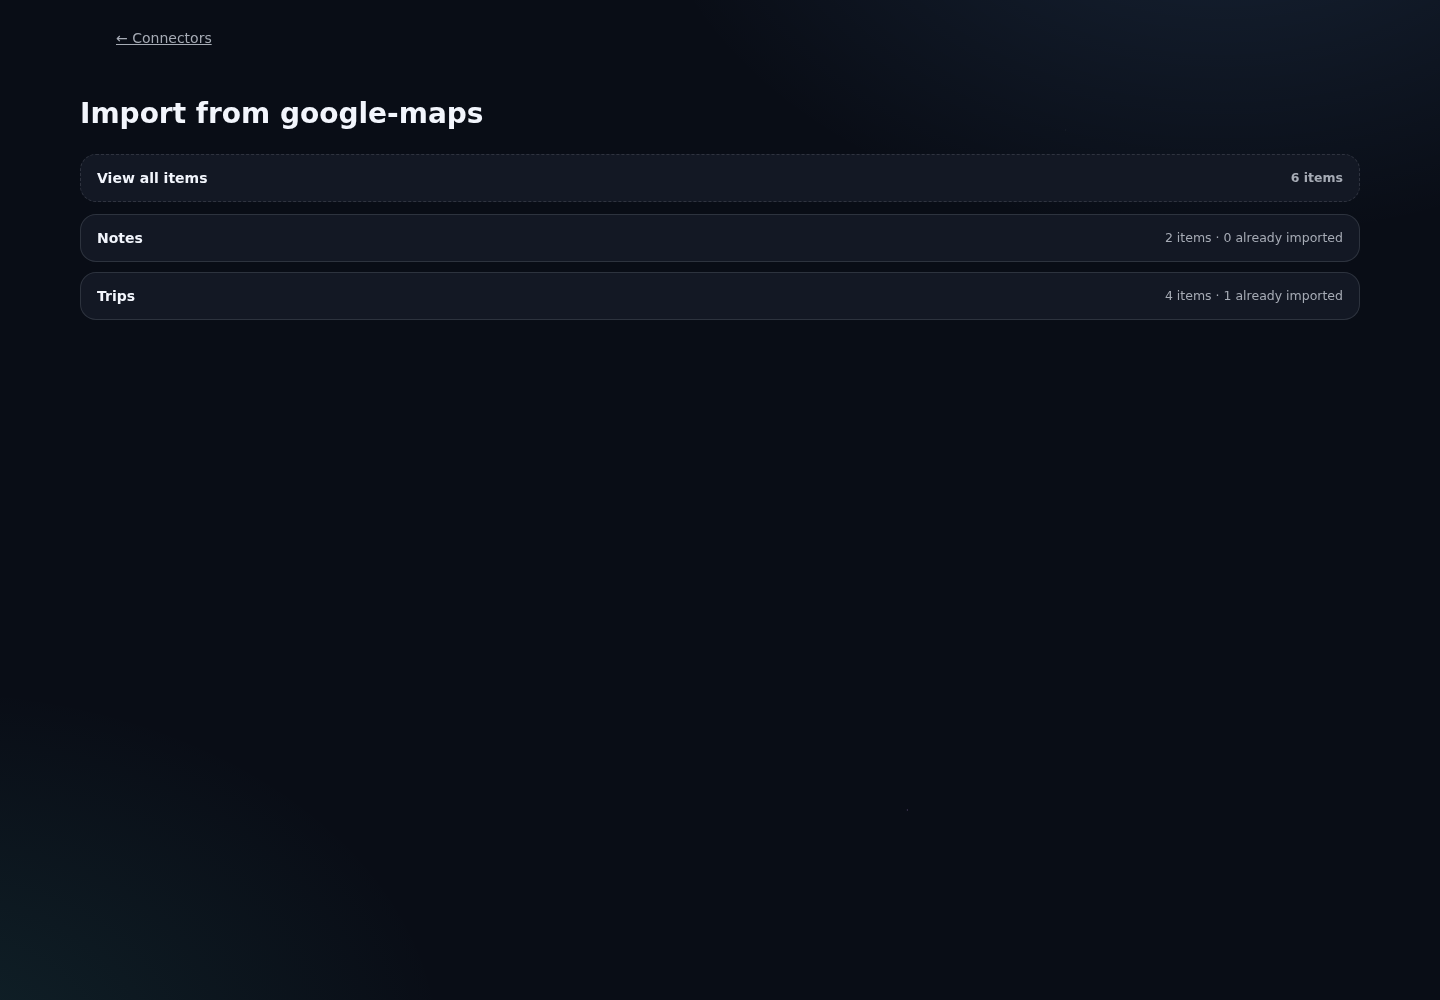 ← Connectors
Import from google-maps
View all items 6 items
Notes 2 items · 0 already imported
Trips 4 items · 1 already imported